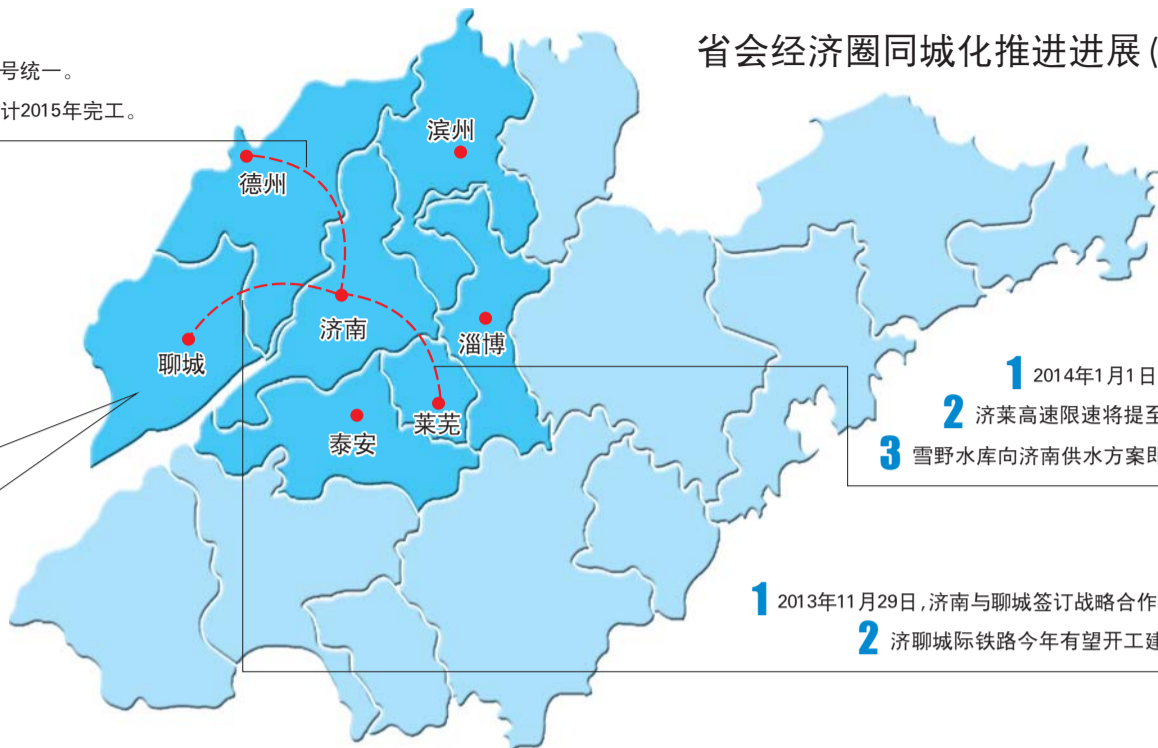 省会经济圈同城化推进进展(
号统一。
计2015年完工。
滨州
德州
济南
淄博
聊城
莱芜
泰安
1 2014年1月1日
2 济莱高速限速将提至
3 雪野水库向济南供水方案即
1 2013年11月29日,济南与聊城签订战略合作
2 济聊城际铁路今年有望开工建